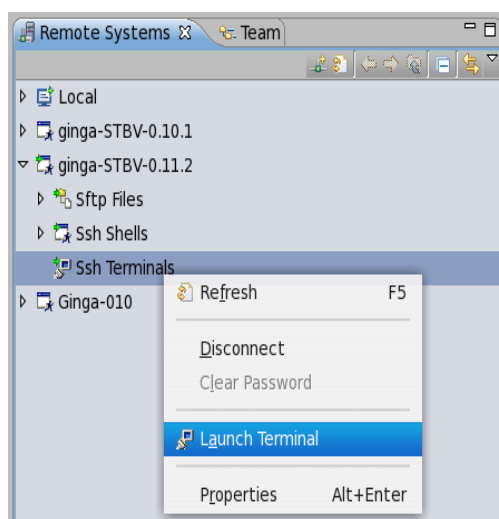 Remote Systems Team
Local
ginga-STBV-0.10.1
ginga-STBV-0.11.2
Sftp Files
Ssh Shells
Ssh Terminals
Ginga-010
Refresh F5
Disconnect
Clear Password
Launch Terminal
Properties Alt+Enter